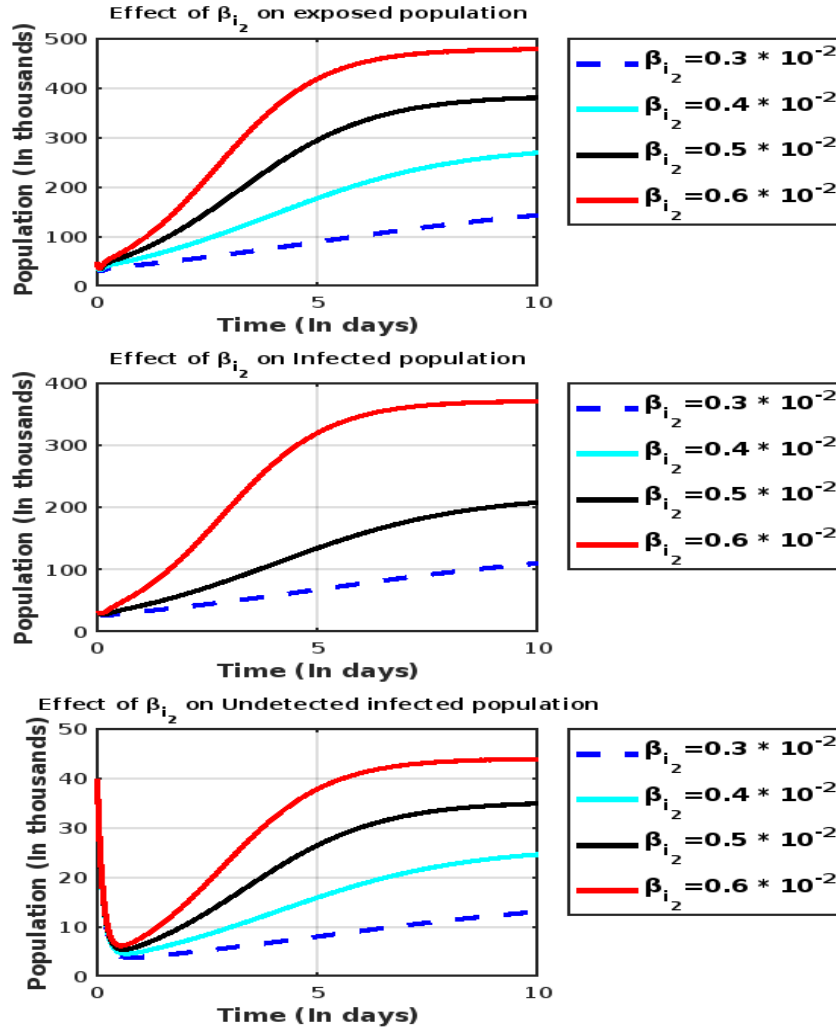 Effect of β_{i_2} on exposed population
Population (In thousands)
500
400
300
200
100
0
0
5
10
Time (In days)
β_{i_2}=0.3 * 10^{-2}
β_{i_2}=0.4 * 10^{-2}
β_{i_2}=0.5 * 10^{-2}
β_{i_2}=0.6 * 10^{-2}
Effect of β_{i_2} on Infected population
Population (In thousands)
400
300
200
100
0
0
5
10
Time (In days)
β_{i_2}=0.3 * 10^{-2}
β_{i_2}=0.4 * 10^{-2}
β_{i_2}=0.5 * 10^{-2}
β_{i_2}=0.6 * 10^{-2}
Effect of β_{i_2} on Undetected infected population
Population (In thousands)
50
40
30
20
10
0
0
5
10
Time (In days)
β_{i_2}=0.3 * 10^{-2}
β_{i_2}=0.4 * 10^{-2}
β_{i_2}=0.5 * 10^{-2}
β_{i_2}=0.6 * 10^{-2}